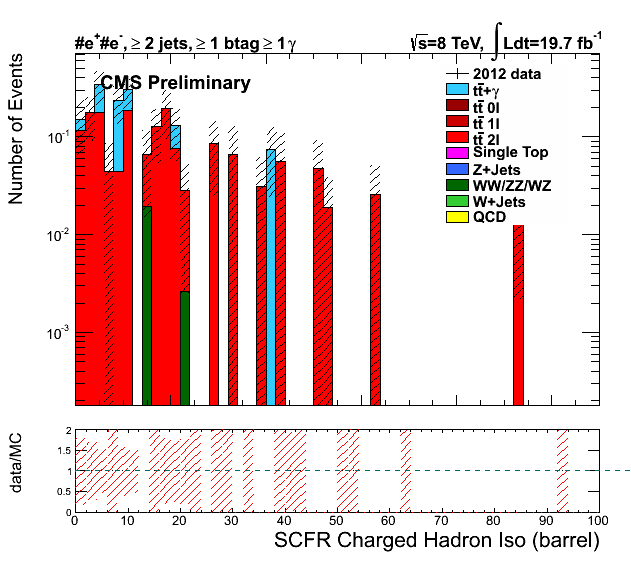 #e⁺#e⁻, ≥ 2 jets, ≥ 1 btag ≥ 1 γ
√s=8 TeV, ∫Ldt=19.7 fb⁻¹
CMS Preliminary
2012 data
tt̄+γ
tt̄ 0l
tt̄ 1l
tt̄ 2l
Single Top
Z+Jets
WW/ZZ/WZ
W+Jets
QCD
Number of Events
10⁻¹
10⁻²
10⁻³
data/MC
2
1.5
1
0.5
0
0 10 20 30 40 50 60 70 80 90 100
SCFR Charged Hadron Iso (barrel)